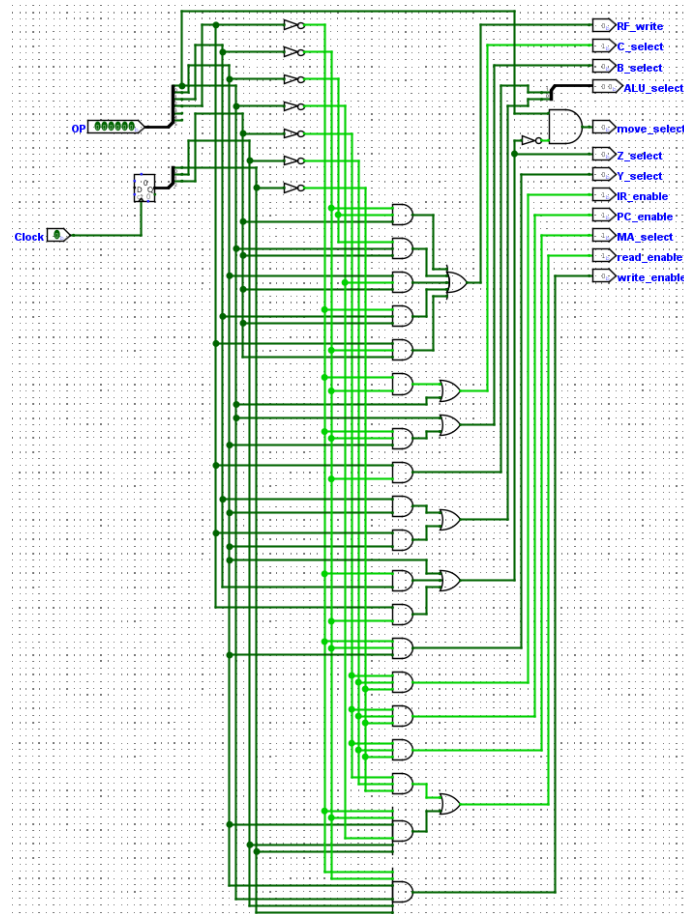 RF_write
C_select
B_select
ALU_select
OP
move_select
Z_select
Y_select
IR_enable
PC_enable
Clock
MA_select
read_enable
write_enable